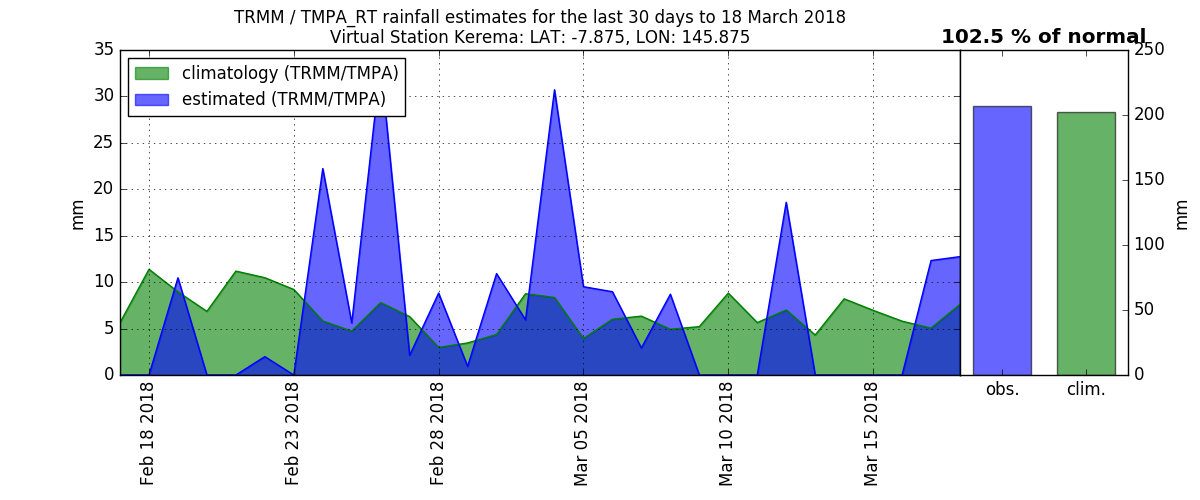 TRMM / TMPA_RT rainfall estimates for the last 30 days to 18 March 2018
Virtual Station Kerema: LAT: -7.875, LON: 145.875
102.5 % of normal
climatology (TRMM/TMPA)
estimated (TRMM/TMPA)
35
30
25
20
15
10
5
0
mm
Feb 18 2018
Feb 23 2018
Feb 28 2018
Mar 05 2018
Mar 10 2018
Mar 15 2018
250
200
150
100
50
0
mm
obs.
clim.